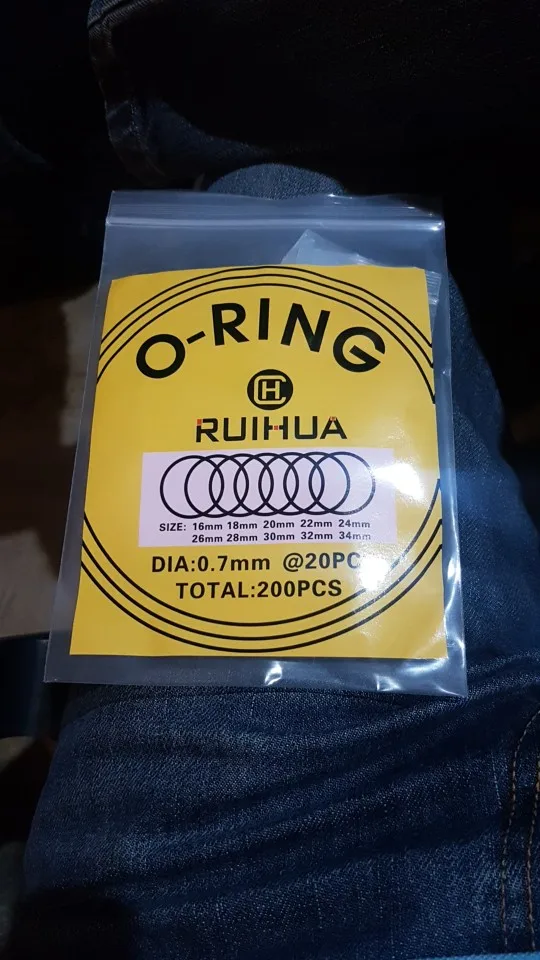 O-RING
CH
RUIHUA
SIZE: 16mm 18mm 20mm 22mm 24mm
26mm 28mm 30mm 32mm 34mm
DIA:0.7mm @20PC
TOTAL:200PCS